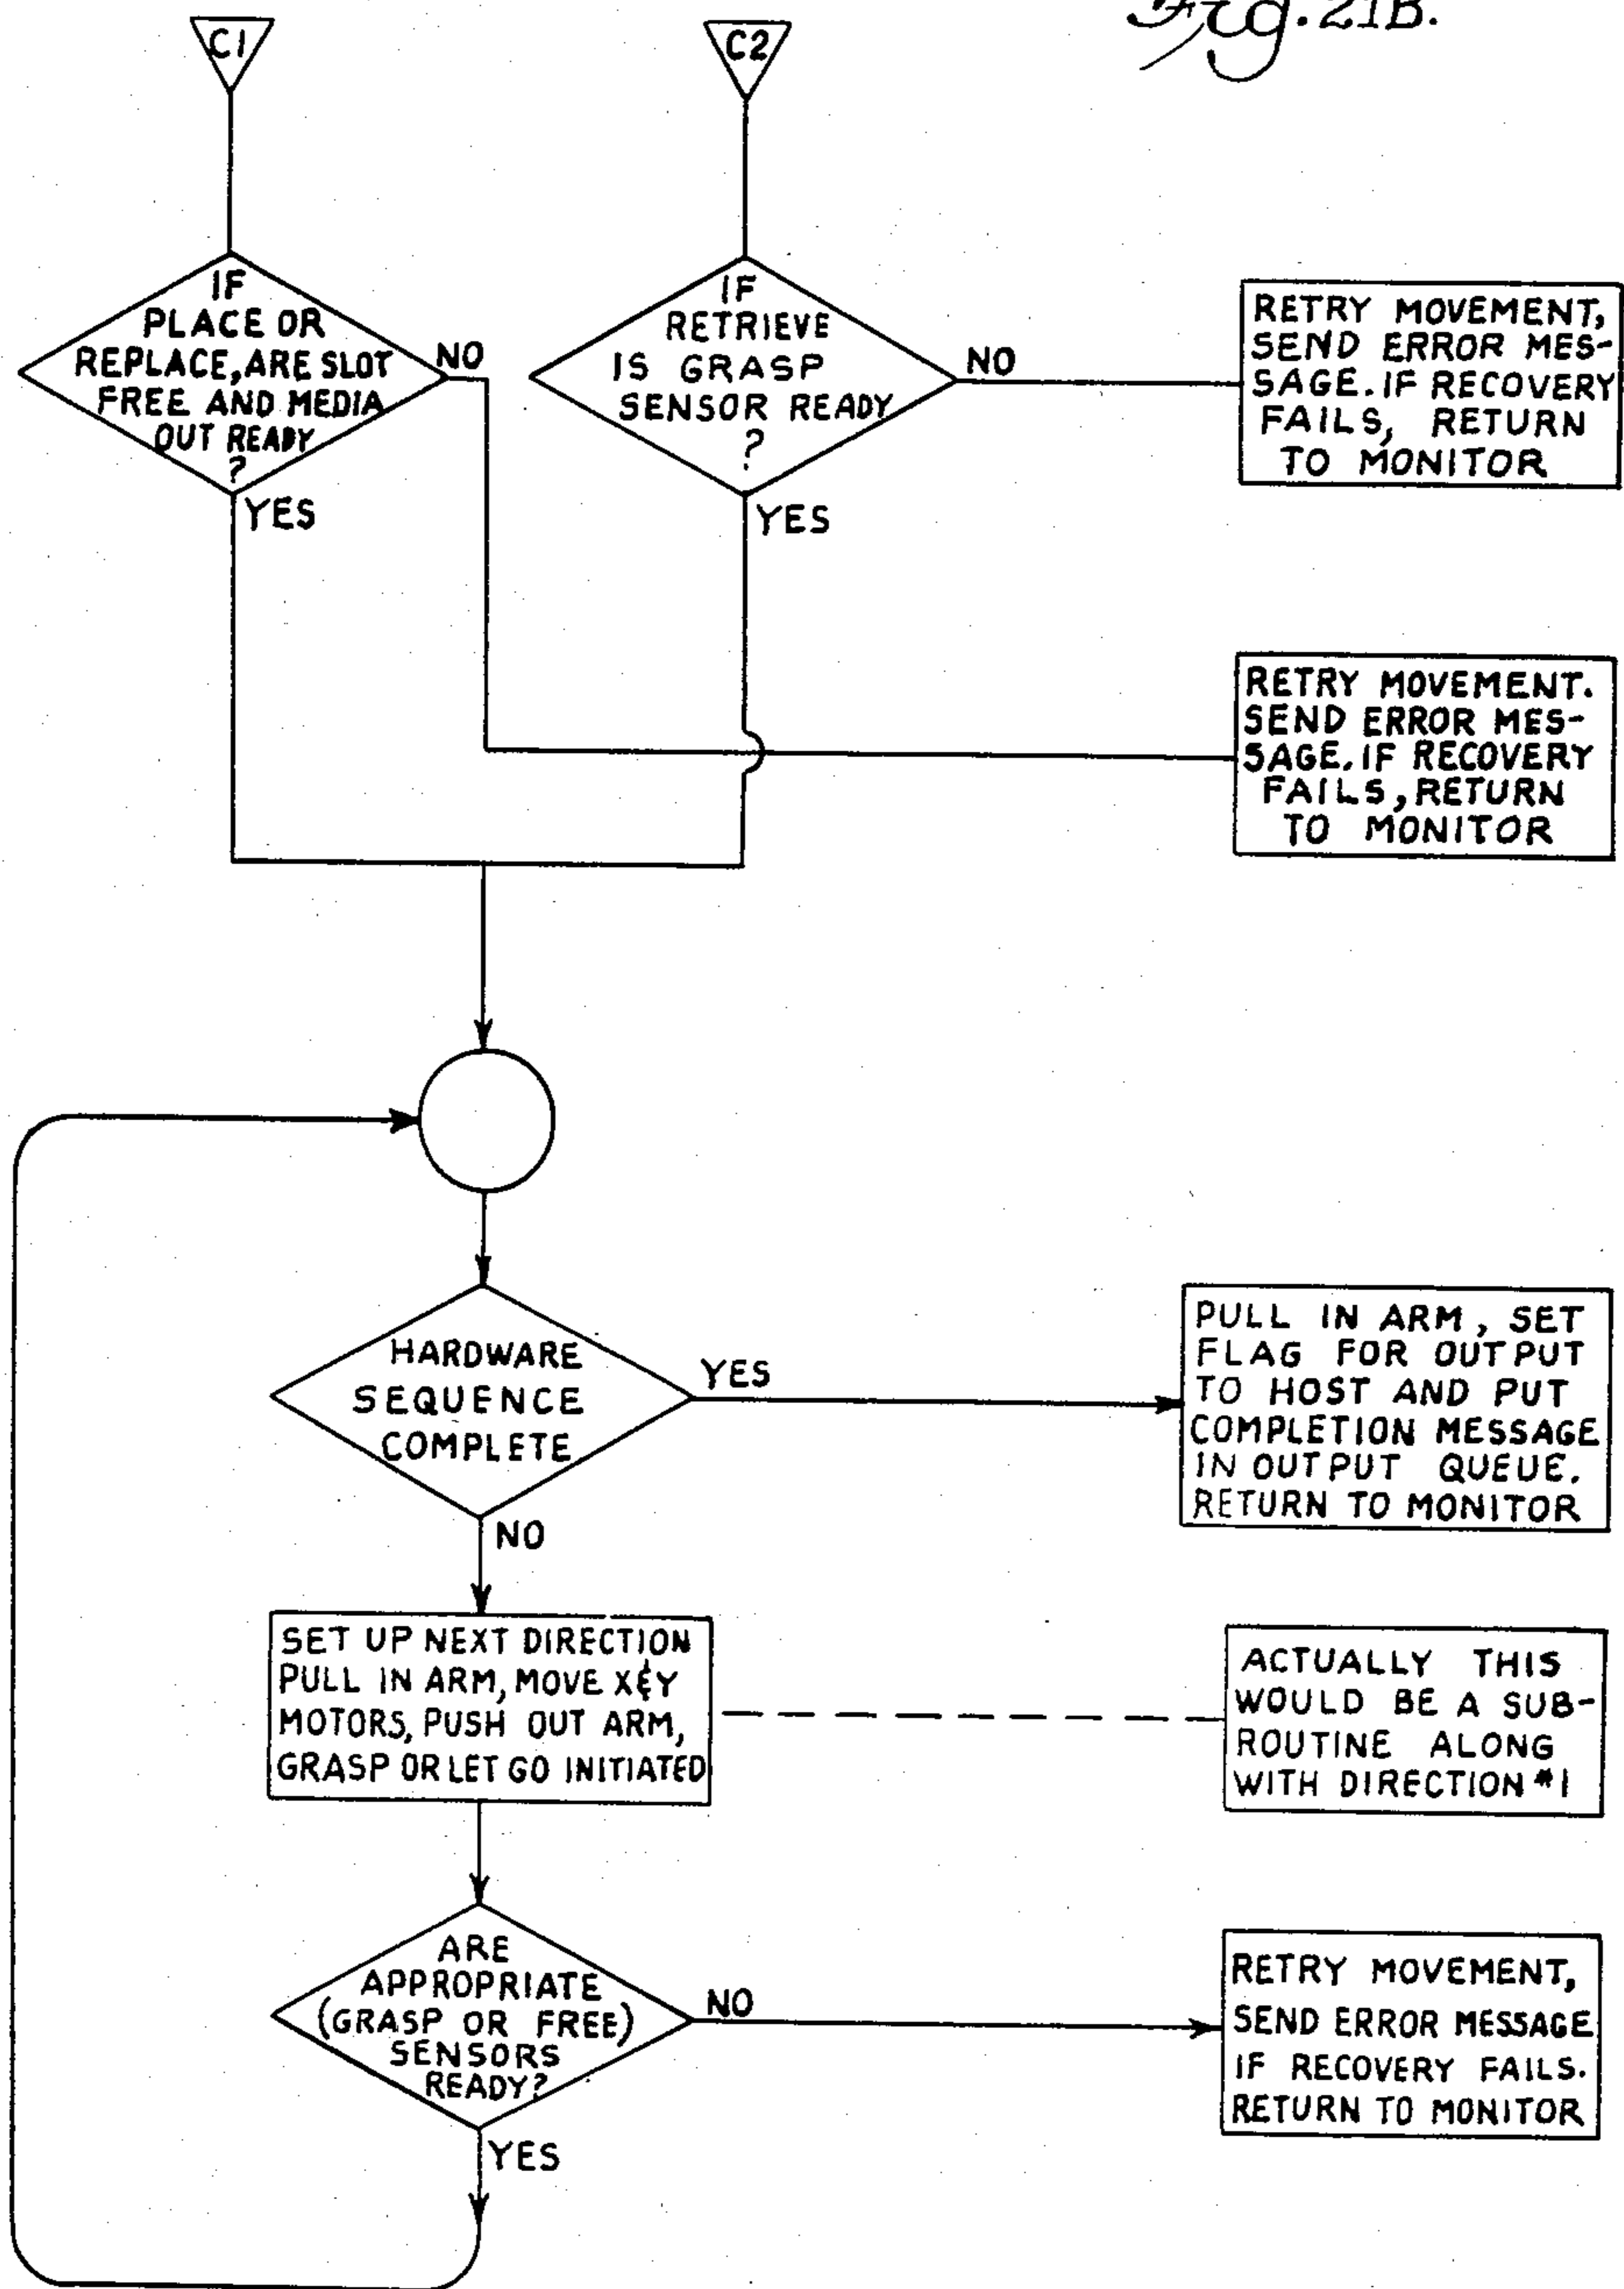 Fig. 21B.
C1
C2
IF
PLACE OR
REPLACE, ARE SLOT
FREE AND MEDIA
OUT READY
?
NO
YES
IF
RETRIEVE
IS GRASP
SENSOR READY
?
NO
YES
RETRY MOVEMENT,
SEND ERROR MES-
SAGE. IF RECOVERY
FAILS, RETURN
TO MONITOR
RETRY MOVEMENT.
SEND ERROR MES-
SAGE. IF RECOVERY
FAILS, RETURN
TO MONITOR
HARDWARE
SEQUENCE
COMPLETE
YES
NO
PULL IN ARM, SET
FLAG FOR OUTPUT
TO HOST AND PUT
COMPLETION MESSAGE
IN OUTPUT QUEUE.
RETURN TO MONITOR
SET UP NEXT DIRECTION
PULL IN ARM, MOVE X&Y
MOTORS, PUSH OUT ARM,
GRASP OR LET GO INITIATED
ACTUALLY THIS
WOULD BE A SUB-
ROUTINE ALONG
WITH DIRECTION #1
ARE
APPROPRIATE
(GRASP OR FREE)
SENSORS
READY?
NO
YES
RETRY MOVEMENT,
SEND ERROR MESSAGE
IF RECOVERY FAILS.
RETURN TO MONITOR